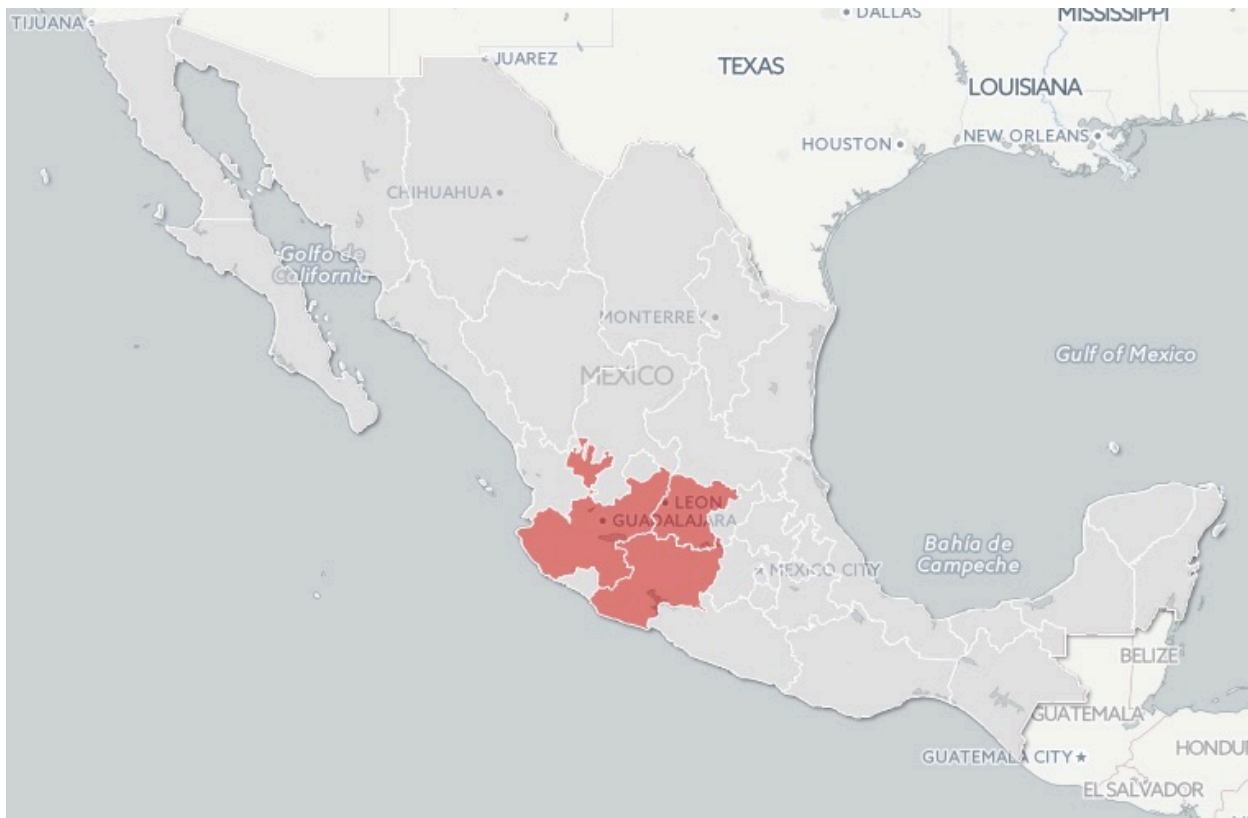 TIJUANA
DALLAS
MISSISSIPPI
JUAREZ
TEXAS
LOUISIANA
HOUSTON
NEW ORLEANS
CHIHUAHUA
Golfo de
California
MONTERREY
Gulf of Mexico
MEXICO
LEON
GUADALAJARA
Bahía de
Campeche
MEXICO CITY
BELIZE
GUATEMALA
HONDU
GUATEMALA CITY
EL SALVADOR